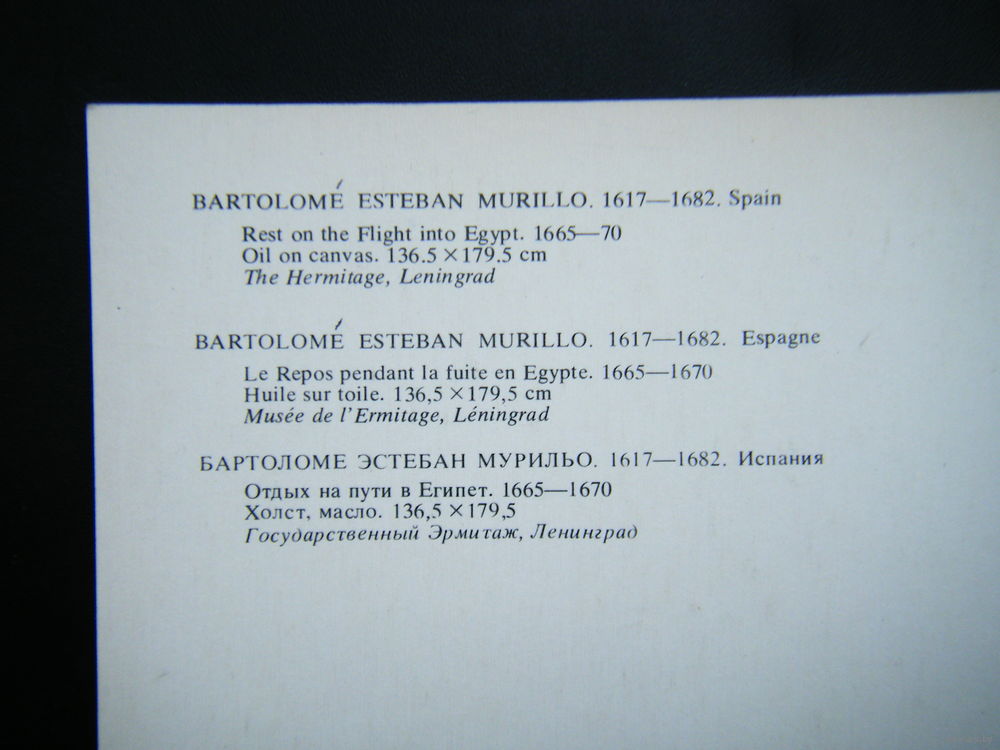 BARTOLOMÉ ESTEBAN MURILLO. 1617—1682. Spain
Rest on the Flight into Egypt. 1665—70
Oil on canvas. 136.5 × 179.5 cm
The Hermitage, Leningrad
BARTOLOMÉ ESTEBAN MURILLO. 1617—1682. Espagne
Le Repos pendant la fuite en Egypte. 1665—1670
Huile sur toile. 136,5 × 179,5 cm
Musée de l'Ermitage, Léningrad
БАРТОЛОМЕ ЭСТЕБАН МУРИЛЬО. 1617—1682. Испания
Отдых на пути в Египет. 1665—1670
Холст, масло. 136,5 × 179,5
Государственный Эрмитаж, Ленинград